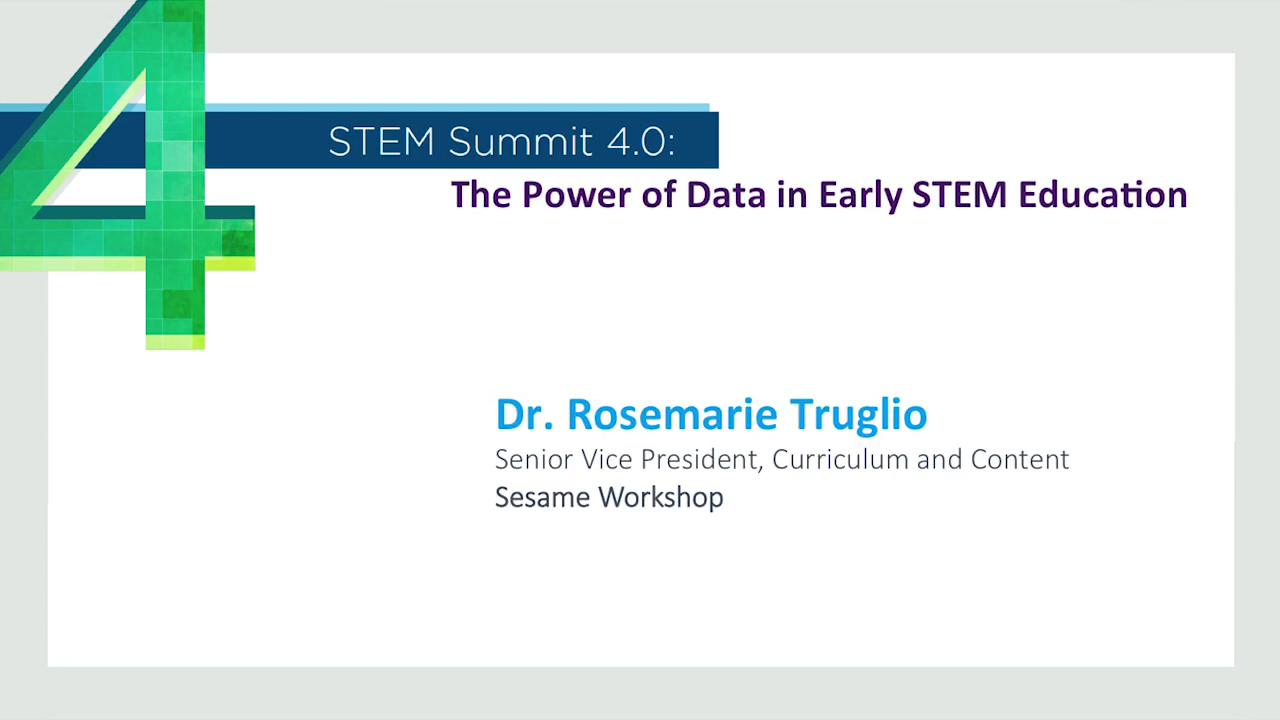 4
STEM Summit 4.0:
The Power of Data in Early STEM Education
Dr. Rosemarie Truglio
Senior Vice President, Curriculum and Content
Sesame Workshop